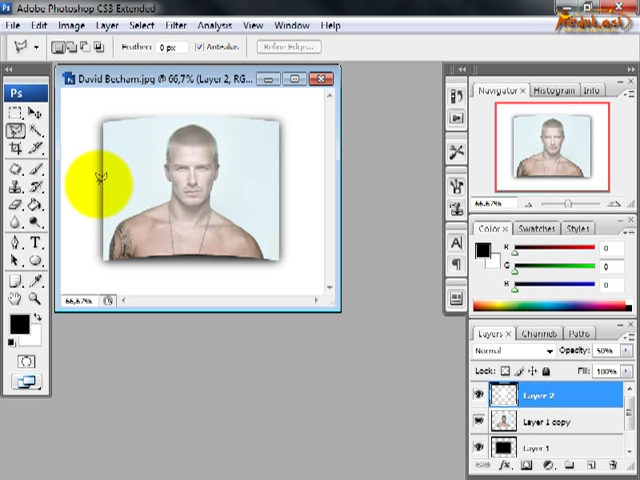 Adobe Photoshop CS3 Extended
File Edit Image Layer Select Filter Analysis View Window Help
Feather: 0 px Anti-alias Refine Edge...
David Becham.jpg @ 66,7% (Layer 2, RG...
Ps
T
66,67%
Navigator Histogram Info
66,67%
Color Swatches Styles
R 0
G 0
B 0
A
Layers Channels Paths
Normal Opacity: 50%
Lock: Fill: 100%
Layer 2
Layer 1 copy
Layer 1